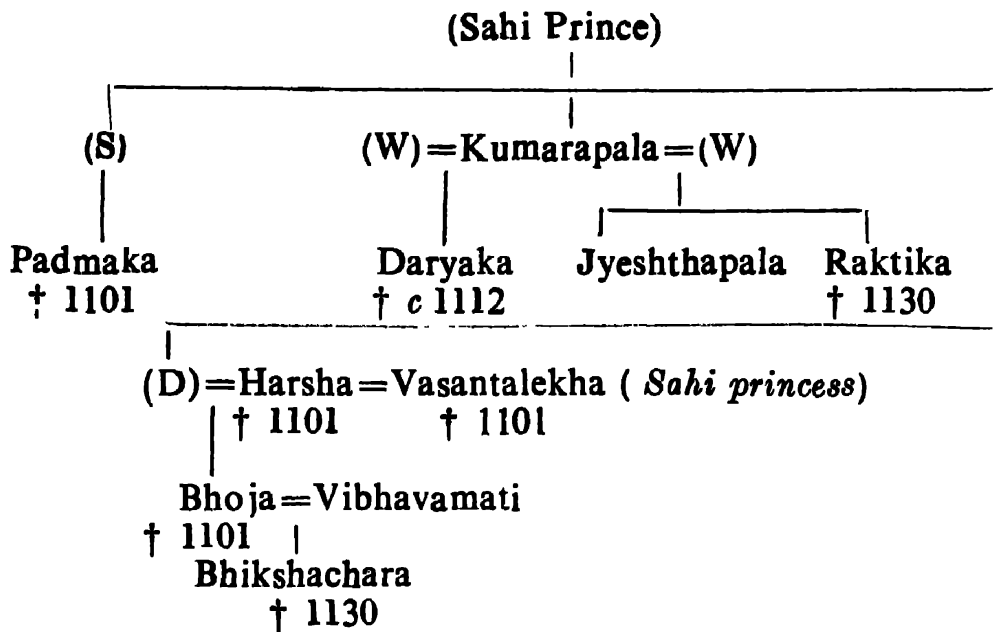 (Sahi Prince)
(S) (W)=Kumarapala=(W)
Padmaka Daryaka Jyeshthapala Raktika
† 1101 † c 1112 † 1130
(D)=Harsha=Vasantalekha ( Sahi princess)
† 1101 † 1101
Bhoja=Vibhavamati
† 1101
Bhikshachara
† 1130